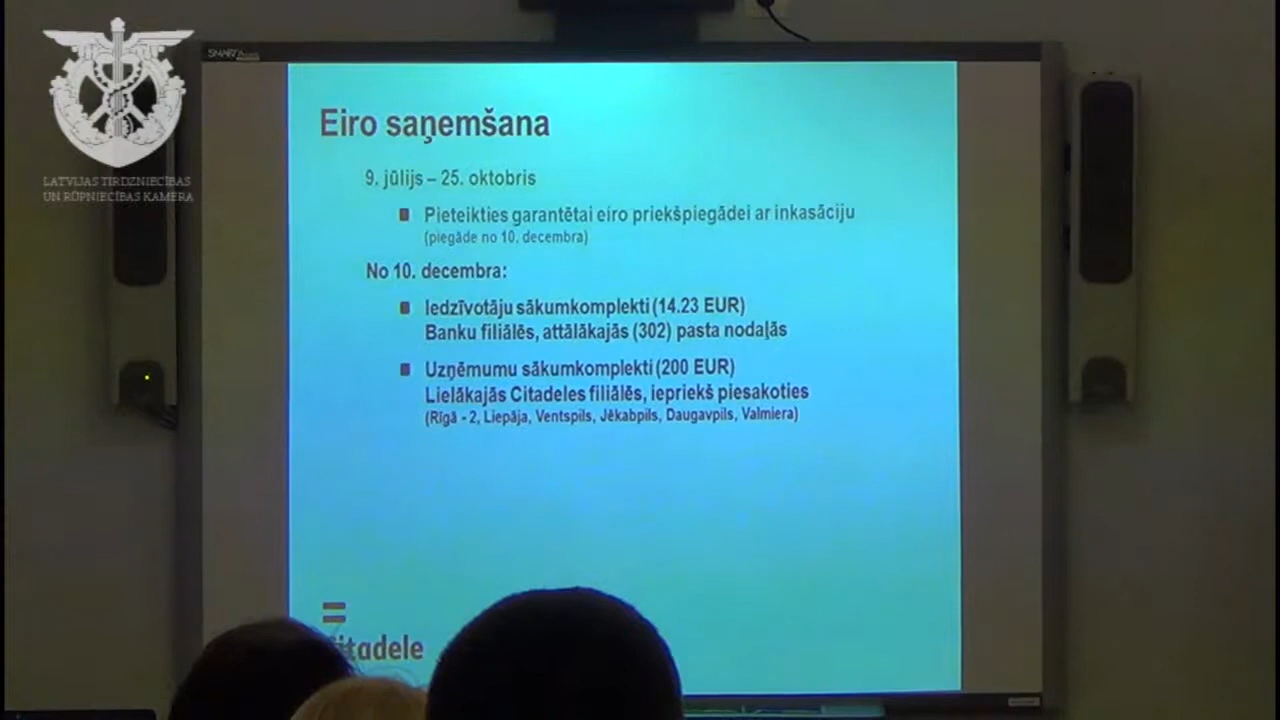 SMART
LATVIJAS TIRDZNIECĪBAS
UN RŪPNIECĪBAS KAMERA
Eiro saņemšana
9. jūlijs – 25. oktobris
Pieteikties garantētai eiro priekšpiegādei ar inkasāciju
(piegāde no 10. decembra)
No 10. decembra:
Iedzīvotāju sākumkomplekti (14.23 EUR)
Banku filiālēs, attālākajās (302) pasta nodaļās
Uzņēmumu sākumkomplekti (200 EUR)
Lielākajās Citadeles filiālēs, iepriekš piesakoties
(Rīgā - 2, Liepāja, Ventspils, Jēkabpils, Daugavpils, Valmiera)
Citadele